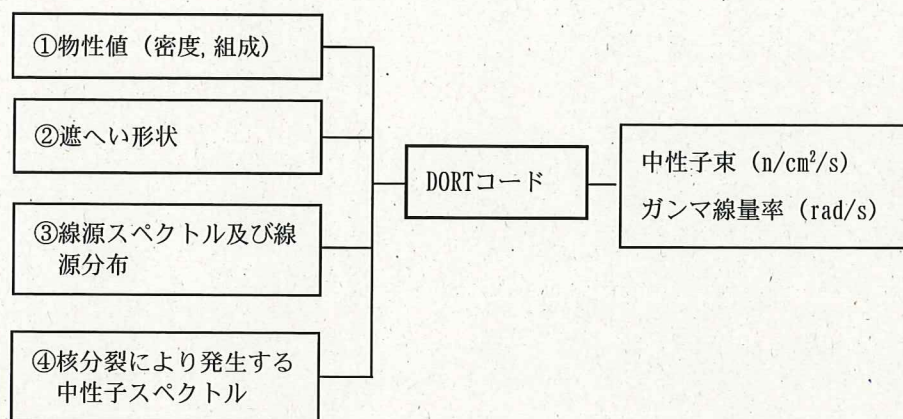 ①物性値（密度,組成）
②遮へい形状
③線源スペクトル及び線
源分布
④核分裂により発生する
中性子スペクトル
DORTコード
中性子束（n/cm²/s）
ガンマ線量率（rad/s）